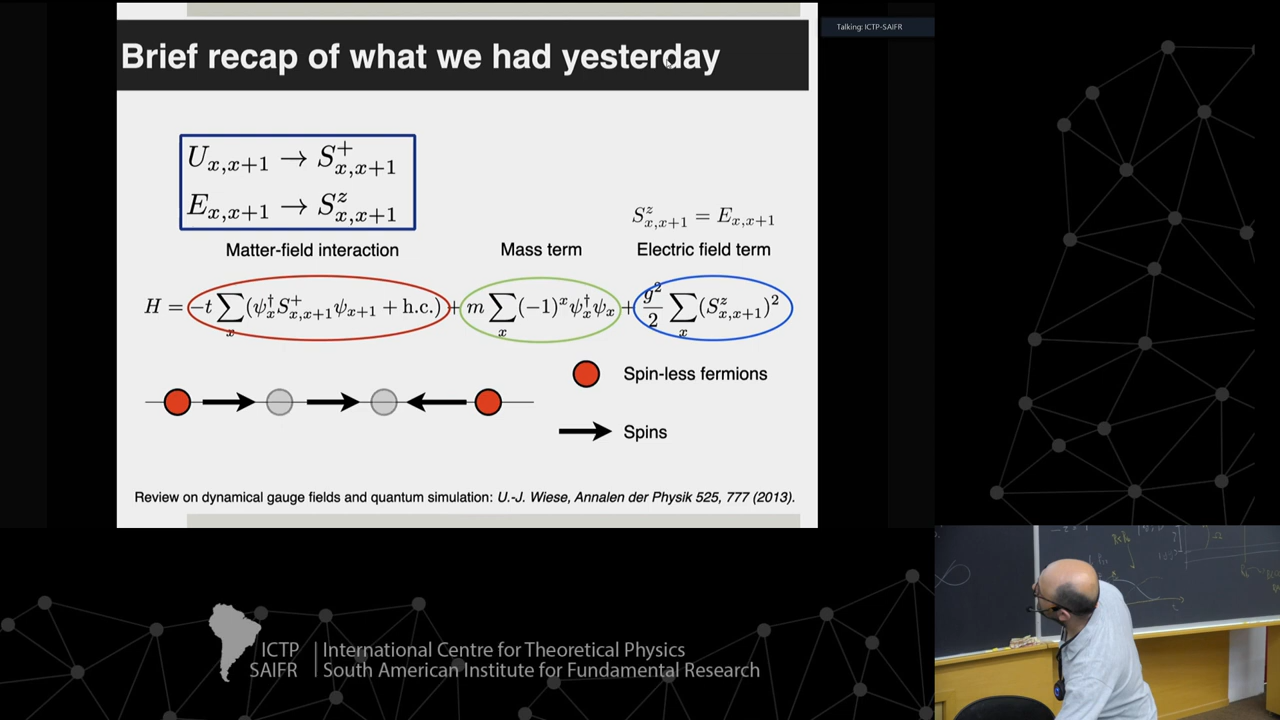 Talking: ICTP-SAIFR
Brief recap of what we had yesterday
U_{x,x+1} → S^+_{x,x+1}
E_{x,x+1} → S^z_{x,x+1}
S^z_{x,x+1} = E_{x,x+1}
Matter-field interaction Mass term Electric field term
H = -t ∑_x (ψ†_x S^+_{x,x+1} ψ_{x+1} + h.c.) + m ∑_x (-1)^x ψ†_x ψ_x + g²/2 ∑_x (S^z_{x,x+1})²
Spin-less fermions
Spins
Review on dynamical gauge fields and quantum simulation: U.-J. Wiese, Annalen der Physik 525, 777 (2013).
ICTP
SAIFR
International Centre for Theoretical Physics
South American Institute for Fundamental Research